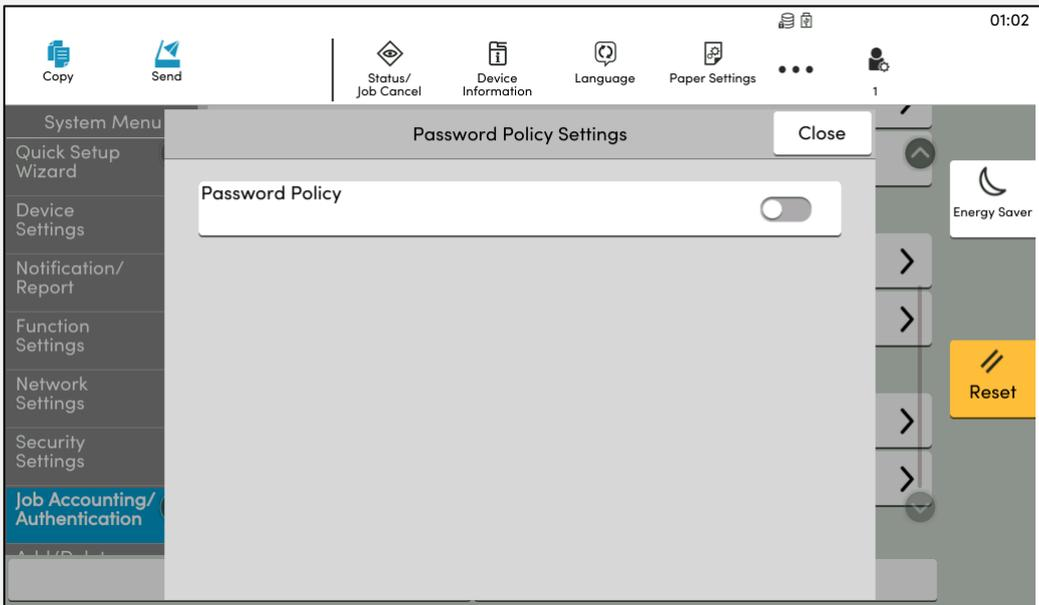 01:02
Copy
Send
Status/
Job Cancel
Device
Information
Language
Paper Settings
1
System Menu
Quick Setup
Wizard
Device
Settings
Notification/
Report
Function
Settings
Network
Settings
Security
Settings
Job Accounting/
Authentication
Password Policy Settings
Close
Password Policy
Energy Saver
Reset